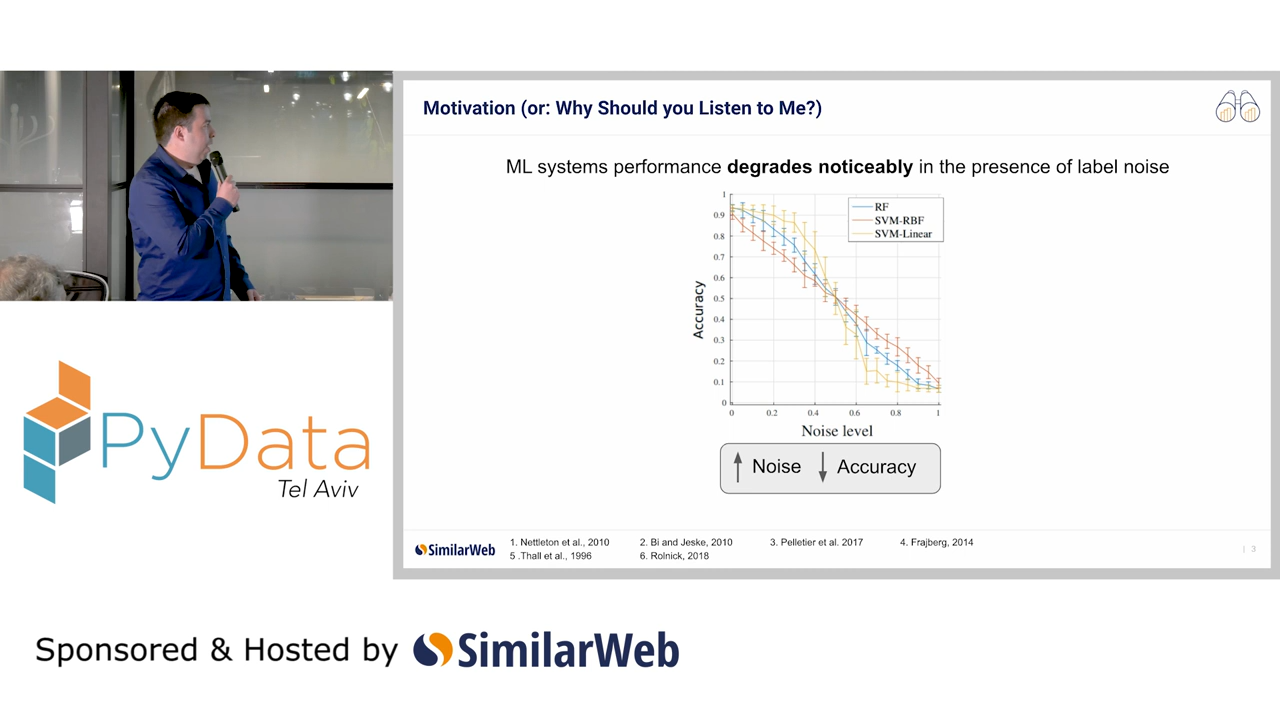 Motivation (or: Why Should you Listen to Me?)
ML systems performance degrades noticeably in the presence of label noise
1
0.9
0.8
0.7
0.6
0.5
0.4
0.3
0.2
0.1
0
Accuracy
RF
SVM-RBF
SVM-Linear
0 0.2 0.4 0.6 0.8 1
Noise level
Noise Accuracy
SimilarWeb
1. Nettleton et al., 2010 2. Bi and Jeske, 2010 3. Pelletier et al. 2017 4. Frajberg, 2014
5 .Thall et al., 1996 6. Rolnick, 2018
| 3
PyData
Tel Aviv
Sponsored & Hosted by SimilarWeb